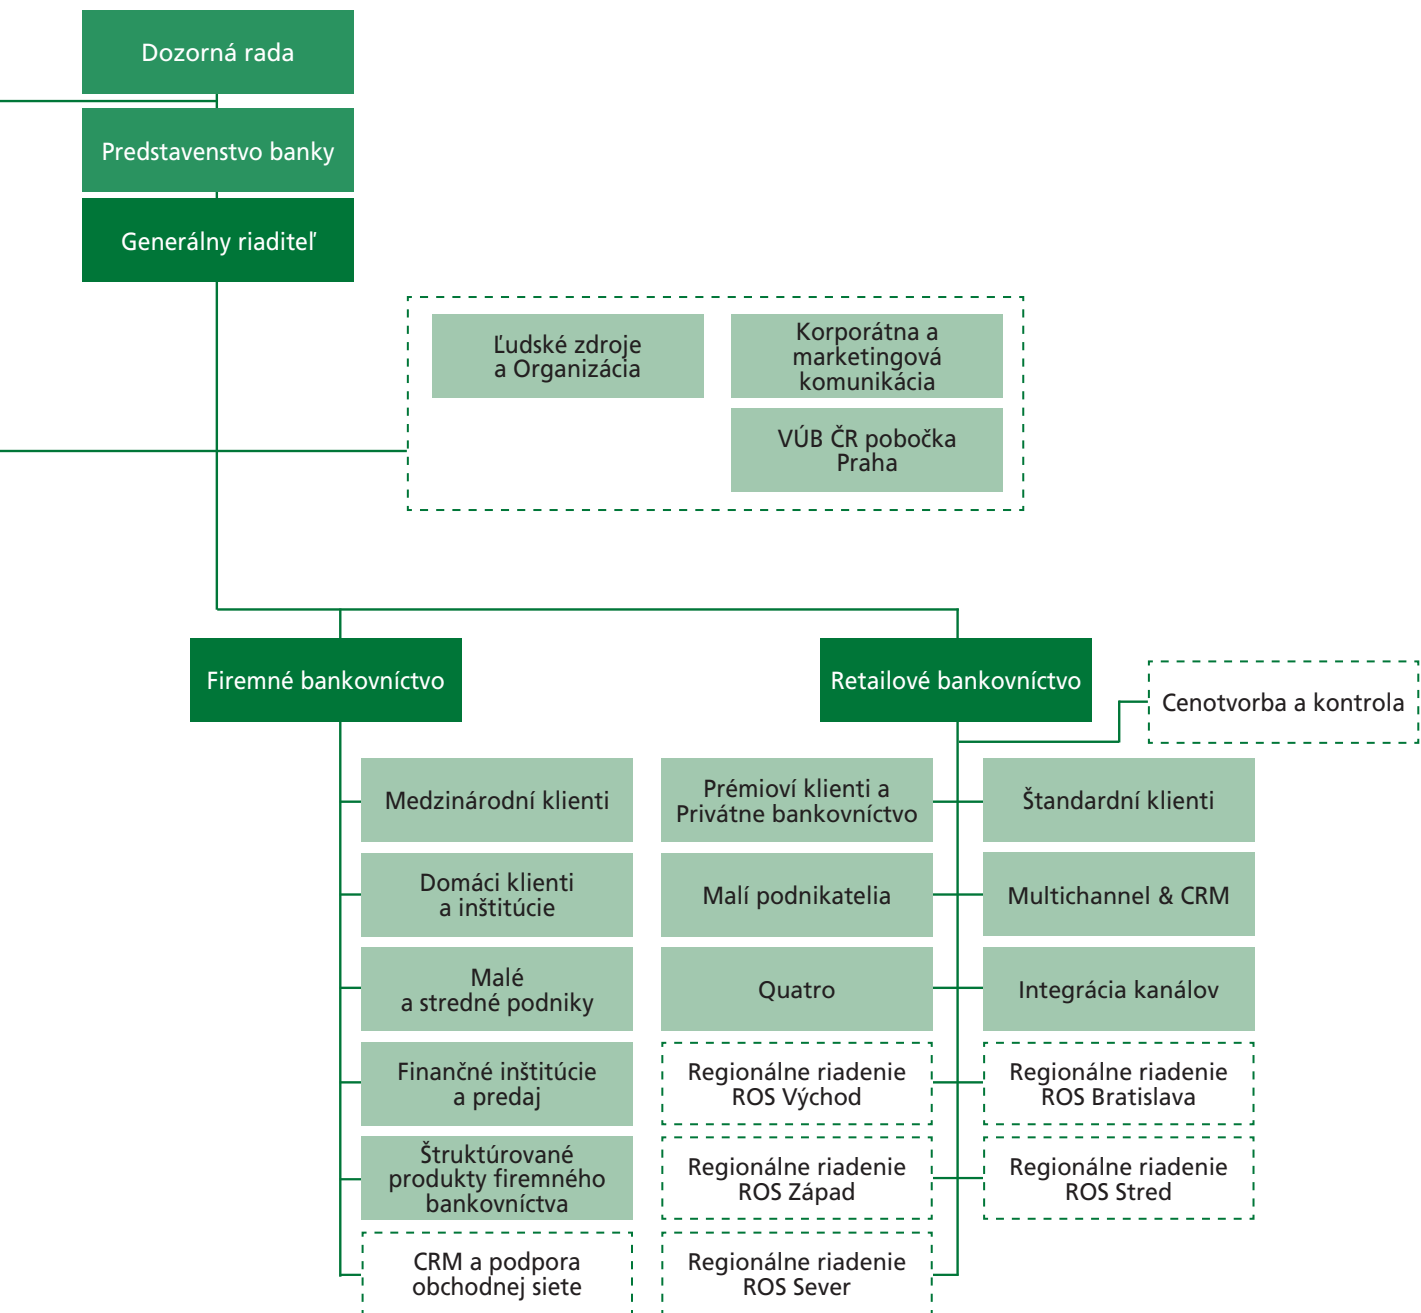 Dozorná rada
Predstavenstvo banky
Generálny riaditeľ
Ľudské zdroje
a Organizácia
Korporátna a
marketingová
komunikácia
VÚB ČR pobočka
Praha
Firemné bankovníctvo
Retailové bankovníctvo
Cenotvorba a kontrola
Medzinárodní klienti
Domáci klienti
a inštitúcie
Malé
a stredné podniky
Finančné inštitúcie
a predaj
Štruktúrované
produkty firemného
bankovníctva
CRM a podpora
obchodnej siete
Prémioví klienti a
Privátne bankovníctvo
Malí podnikatelia
Quatro
Regionálne riadenie
ROS Východ
Regionálne riadenie
ROS Západ
Regionálne riadenie
ROS Sever
Štandardní klienti
Multichannel & CRM
Integrácia kanálov
Regionálne riadenie
ROS Bratislava
Regionálne riadenie
ROS Stred